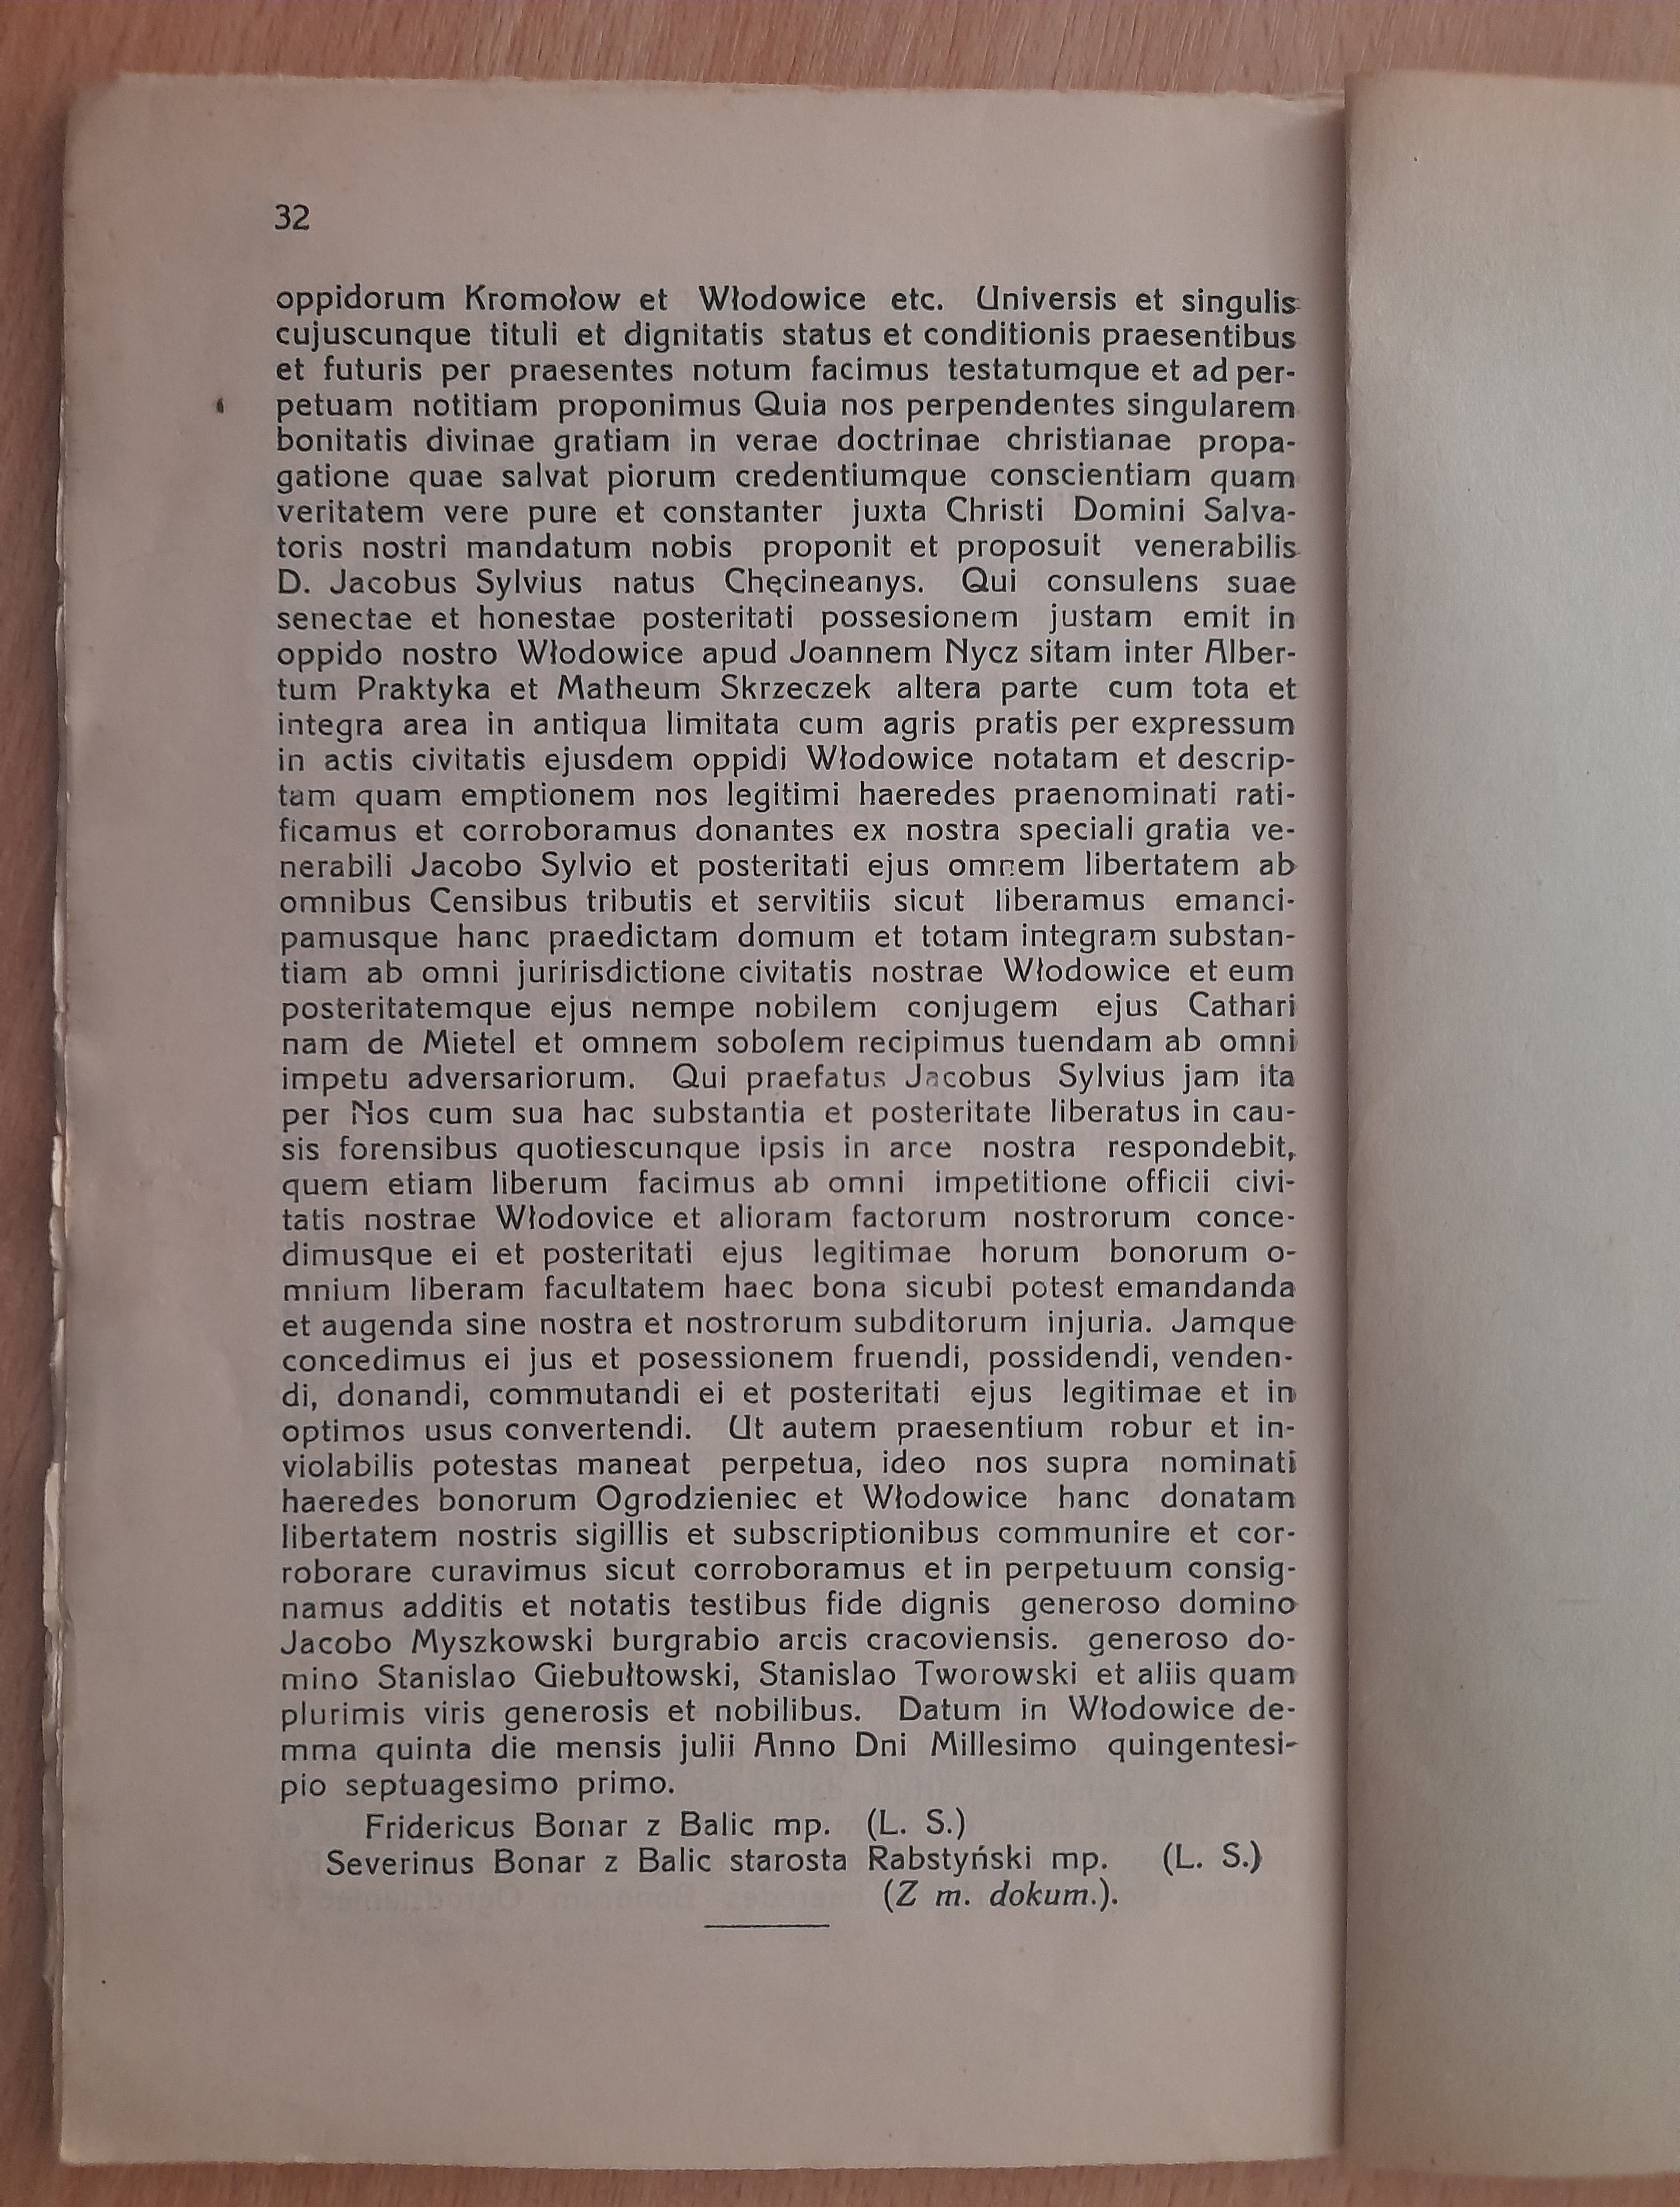 32
oppidorum Kromołow et Włodowice etc. Universis et singulis
cujuscunque tituli et dignitatis status et conditionis praesentibus
et futuris per praesentes notum facimus testatumque et ad per-
petuam notitiam proponimus Quia nos perpendentes singularem
bonitatis divinae gratiam in verae doctrinae christianae propa-
gatione quae salvat piorum credentiumque conscientiam quam
veritatem vere pure et constanter juxta Christi Domini Salva-
toris nostri mandatum nobis proponit et proposuit venerabilis
D. Jacobus Sylvius natus Chęcineanys. Qui consulens suae
senectae et honestae posteritati possesionem justam emit in
oppido nostro Włodowice apud Joannem Nycz sitam inter Alber-
tum Praktyka et Matheum Skrzeczek altera parte cum tota et
integra area in antiqua limitata cum agris pratis per expressum
in actis civitatis ejusdem oppidi Włodowice notatam et descrip-
tam quam emptionem nos legitimi haeredes praenominati rati-
ficamus et corroboramus donantes ex nostra speciali gratia ve-
nerabili Jacobo Sylvio et posteritati ejus omnem libertatem ab
omnibus Censibus tributis et servitiis sicut liberamus emanci-
pamusque hanc praedictam domum et totam integram substan-
tiam ab omni juririsdictione civitatis nostrae Włodowice et eum
posteritatemque ejus nempe nobilem conjugem ejus Cathari
nam de Mietel et omnem sobolem recipimus tuendam ab omni
impetu adversariorum. Qui praefatus Jacobus Sylvius jam ita
per Nos cum sua hac substantia et posteritate liberatus in cau-
sis forensibus quotiescunque ipsis in arce nostra respondebit,
quem etiam liberum facimus ab omni impetitione officii civi-
tatis nostrae Włodovice et alioram factorum nostrorum conce-
dimusque ei et posteritati ejus legitimae horum bonorum o-
mnium liberam facultatem haec bona sicubi potest emandanda
et augenda sine nostra et nostrorum subditorum injuria. Jamque
concedimus ei jus et posessionem fruendi, possidendi, venden-
di, donandi, commutandi ei et posteritati ejus legitimae et in
optimos usus convertendi. Ut autem praesentium robur et in-
violabilis potestas maneat perpetua, ideo nos supra nominati
haeredes bonorum Ogrodzieniec et Włodowice hanc donatam
libertatem nostris sigillis et subscriptionibus communire et cor-
roborare curavimus sicut corroboramus et in perpetuum consig-
namus additis et notatis testibus fide dignis generoso domino
Jacobo Myszkowski burgrabio arcis cracoviensis. generoso do-
mino Stanislao Giebułtowski, Stanislao Tworowski et aliis quam
plurimis viris generosis et nobilibus. Datum in Włodowice de-
mma quinta die mensis julii Anno Dni Millesimo quingentesi-
pio septuagesimo primo.
Fridericus Bonar z Balic mp. (L. S.)
Severinus Bonar z Balic starosta Rabstyński mp. (L. S.)
(Z m. dokum.).